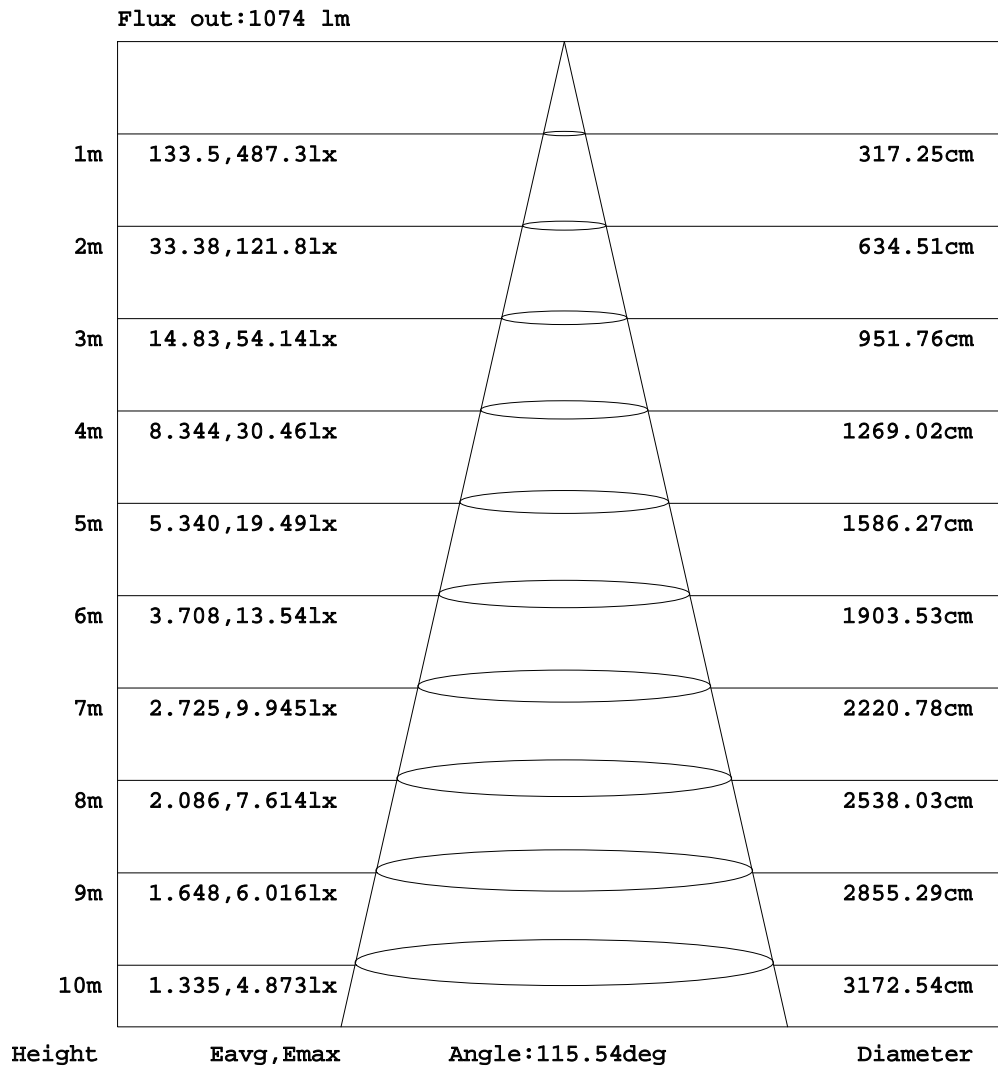 Flux out:1074 lm
1m 133.5,487.3lx 317.25cm
2m 33.38,121.8lx 634.51cm
3m 14.83,54.14lx 951.76cm
4m 8.344,30.46lx 1269.02cm
5m 5.340,19.49lx 1586.27cm
6m 3.708,13.54lx 1903.53cm
7m 2.725,9.945lx 2220.78cm
8m 2.086,7.614lx 2538.03cm
9m 1.648,6.016lx 2855.29cm
10m 1.335,4.873lx 3172.54cm
Height Eavg,Emax Angle:115.54deg Diameter